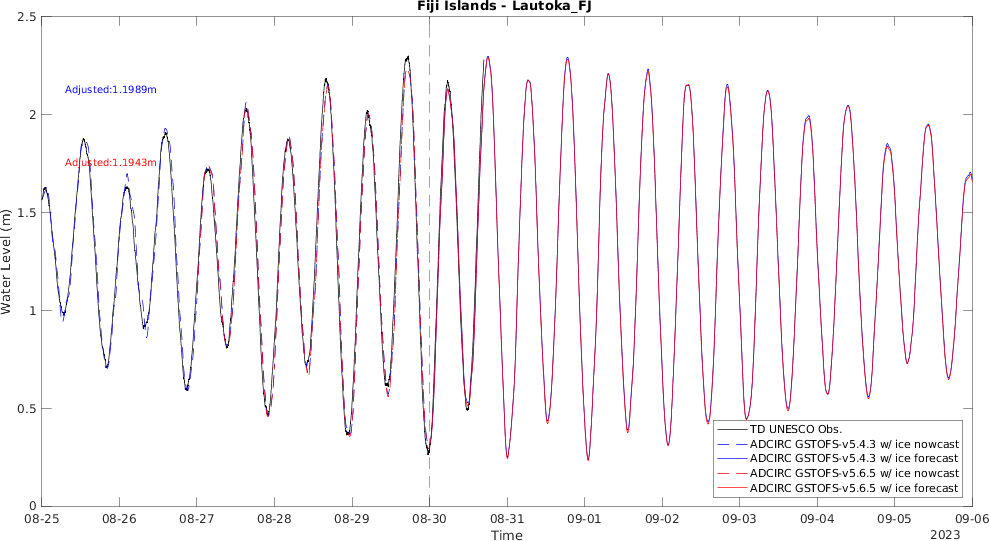 Fiji Islands - Lautoka_FJ
2.5
2
1.5
1
0.5
0
Water Level (m)
Adjusted:1.1989m
Adjusted:1.1943m
TD UNESCO Obs.
ADCIRC GSTOFS-v5.4.3 w/ ice nowcast
ADCIRC GSTOFS-v5.4.3 w/ ice forecast
ADCIRC GSTOFS-v5.6.5 w/ ice nowcast
ADCIRC GSTOFS-v5.6.5 w/ ice forecast
08-25 08-26 08-27 08-28 08-29 08-30 08-31 09-01 09-02 09-03 09-04 09-05 09-06
Time
2023